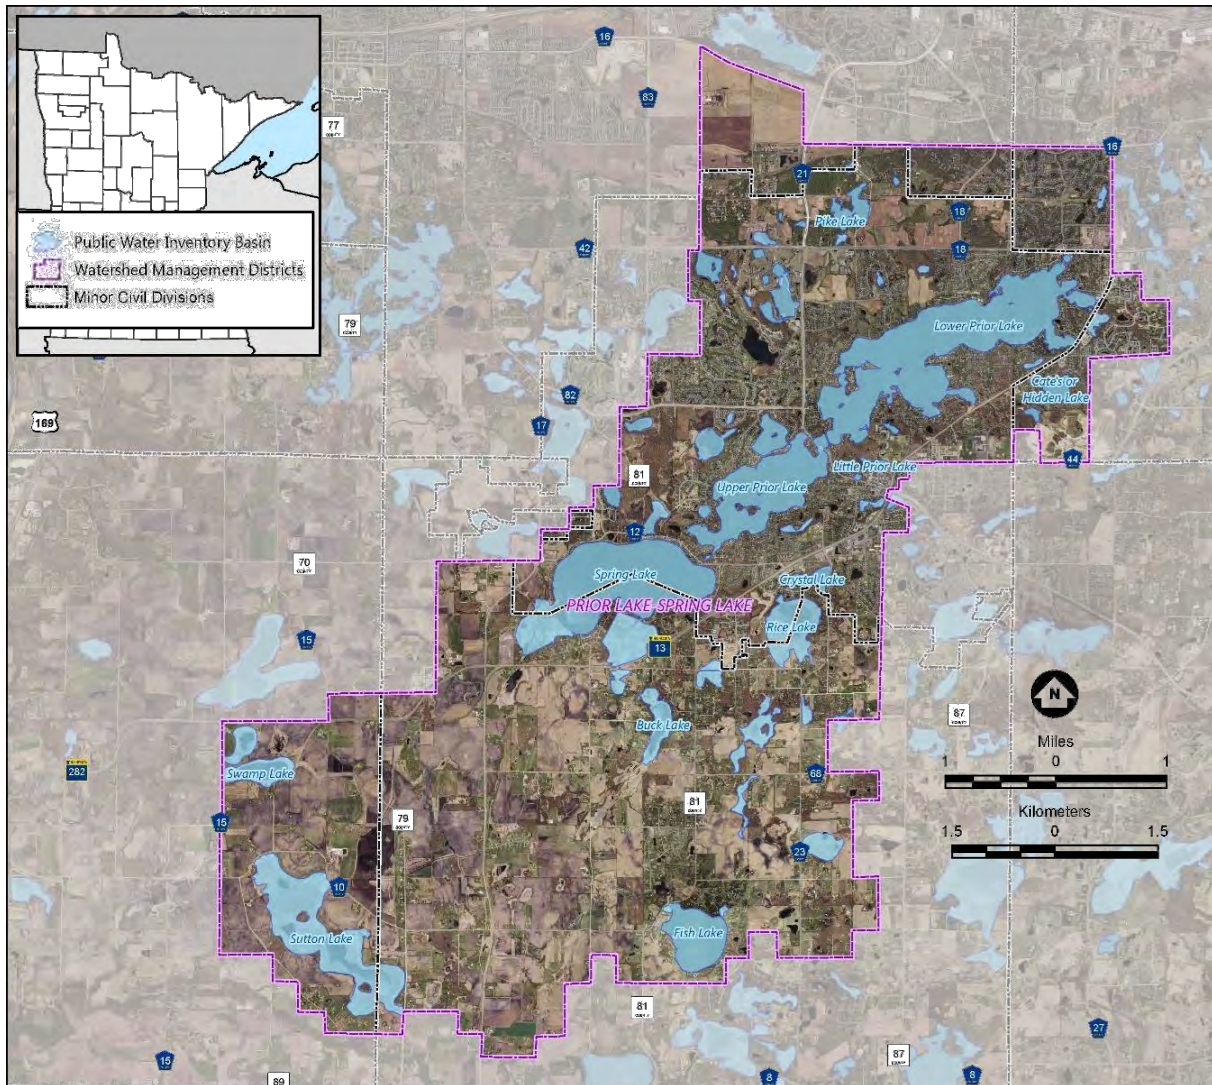 16
83
77
COUNTY
16
21
Pike Lake
18
42
18
Public Water Inventory Basin
Watershed Management Districts
Minor Civil Divisions
79
COUNTY
Lower Prior Lake
Cates or
Hidden Lake
82
169
17
44
81
COUNTY
Little Prior Lake
Upper Prior Lake
12
70
COUNTY
Spring Lake
Crystal Lake
PRIOR LAKE-SPRING LAKE
Rice Lake
15
13
N
87
COUNTY
Buck Lake
Miles
1 0 1
282
Swamp Lake
68
81
COUNTY
Kilometers
1.5 0 1.5
79
COUNTY
15
23
10
Sutton Lake
Fish Lake
81
COUNTY
27
15
87
COUNTY
89
8
8